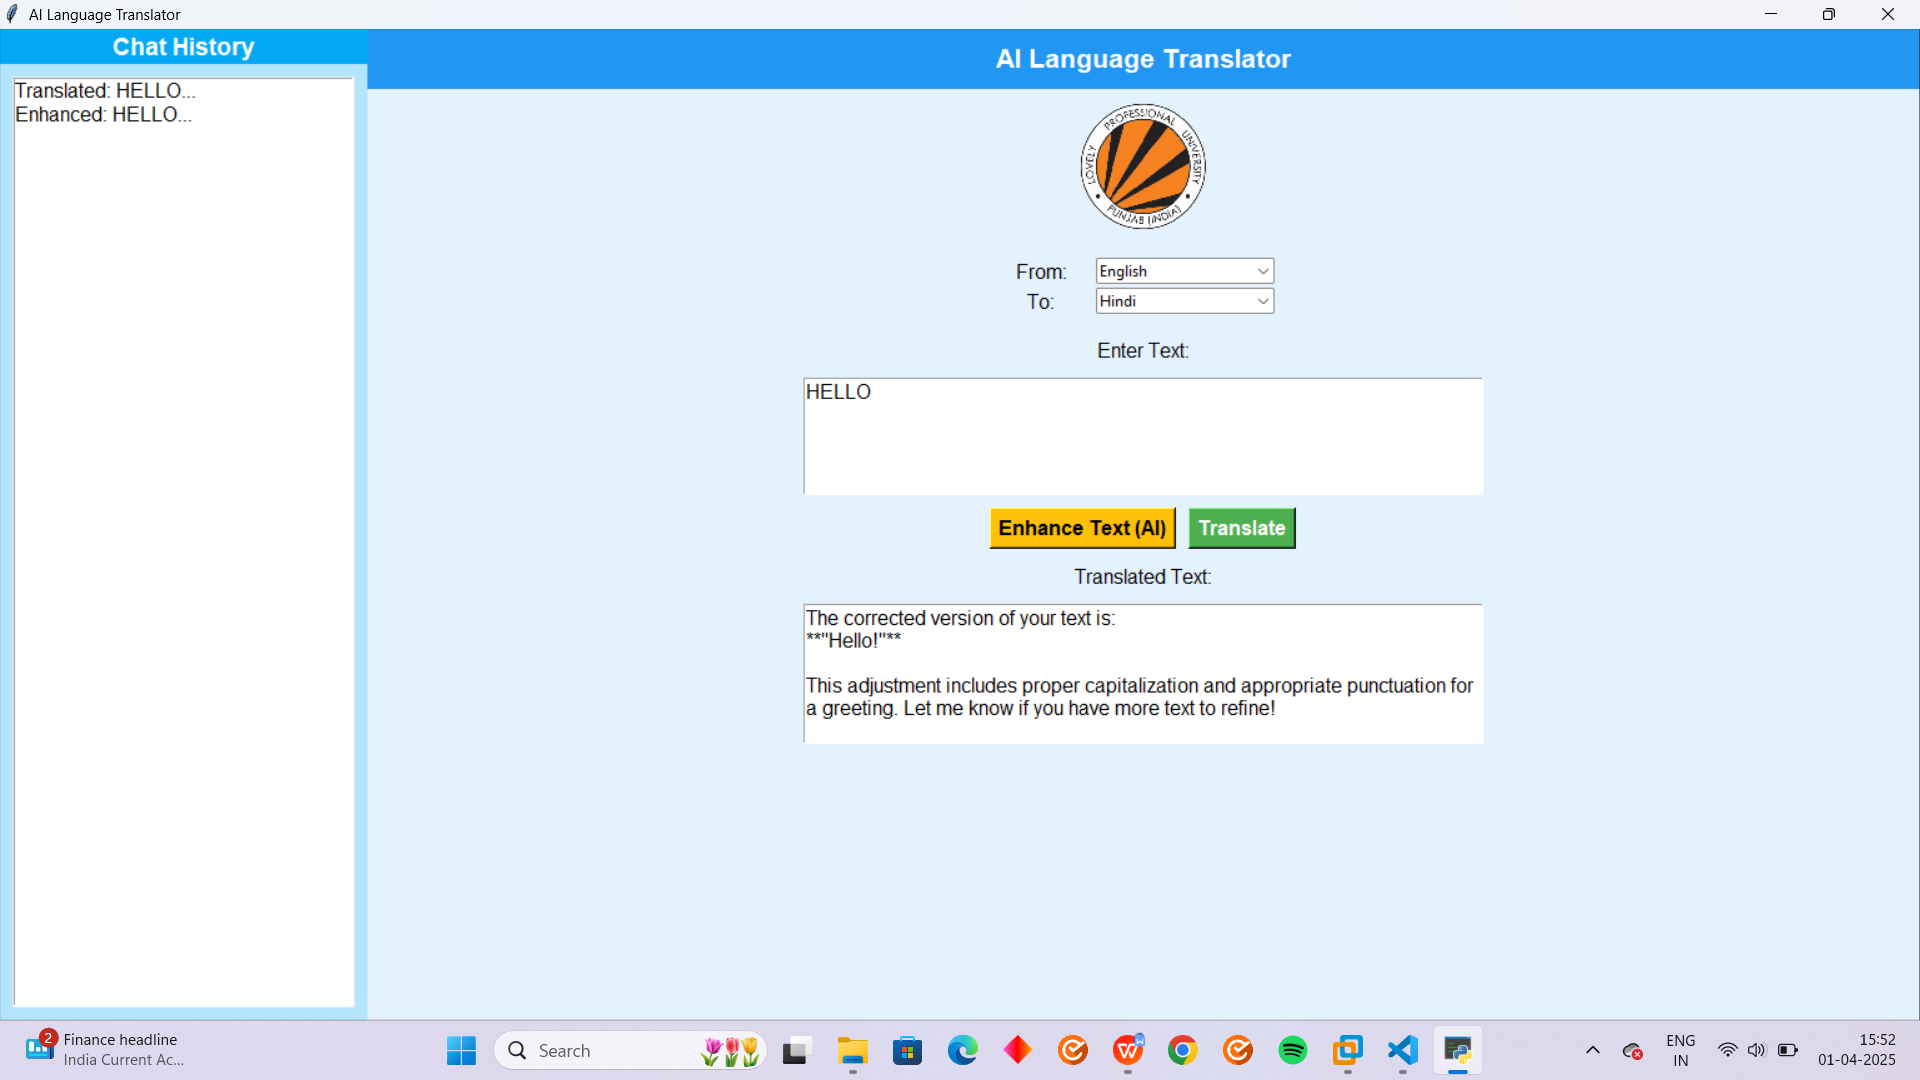 AI Language Translator
Chat History
Translated: HELLO...
Enhanced: HELLO...
AI Language Translator
LOVELY PROFESSIONAL UNIVERSITY
PUNJAB (INDIA)
From: English
To: Hindi
Enter Text:
HELLO
Enhance Text (AI) Translate
Translated Text:
The corrected version of your text is:
**"Hello!"**
This adjustment includes proper capitalization and appropriate punctuation for
a greeting. Let me know if you have more text to refine!
2
Finance headline
India Current Ac...
Search
W
W
ENG
IN
15:52
01-04-2025